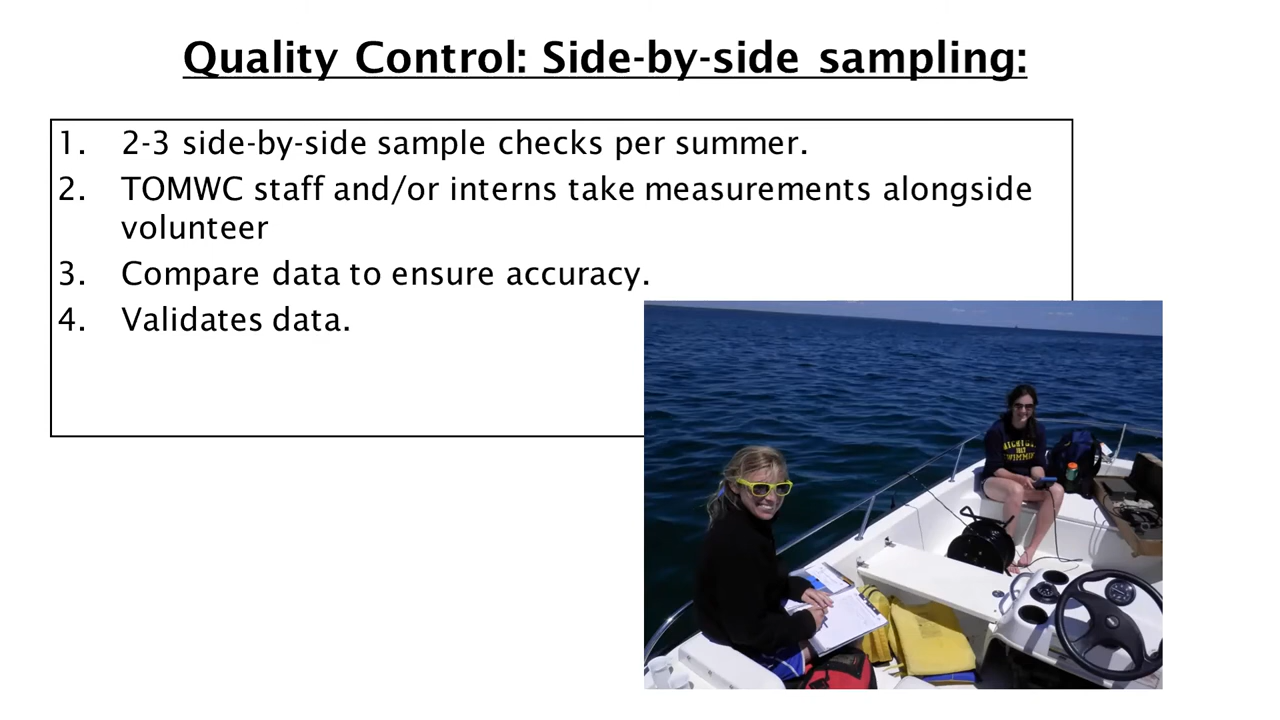 Quality Control: Side-by-side sampling:
1. 2-3 side-by-side sample checks per summer.
2. TOMWC staff and/or interns take measurements alongside
volunteer
3. Compare data to ensure accuracy.
4. Validates data.